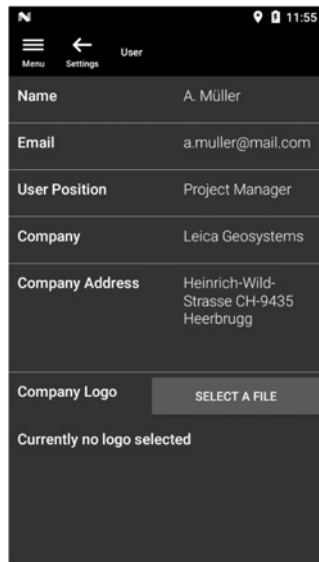 11:55
Menu
Settings
User
Name
A. Müller
Email
a.muller@mail.com
User Position
Project Manager
Company
Leica Geosystems
Company Address
Heinrich-Wild-
Strasse CH-9435
Heerbrugg
Company Logo
SELECT A FILE
Currently no logo selected